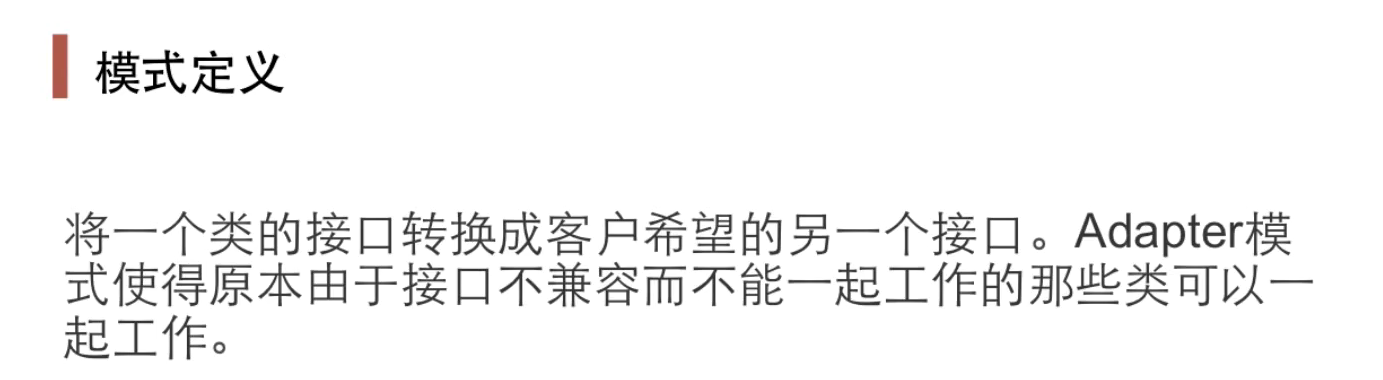 模式定义
将一个类的接口转换成客户希望的另一个接口。Adapter模
式使得原本由于接口不兼容而不能一起工作的那些类可以一
起工作。